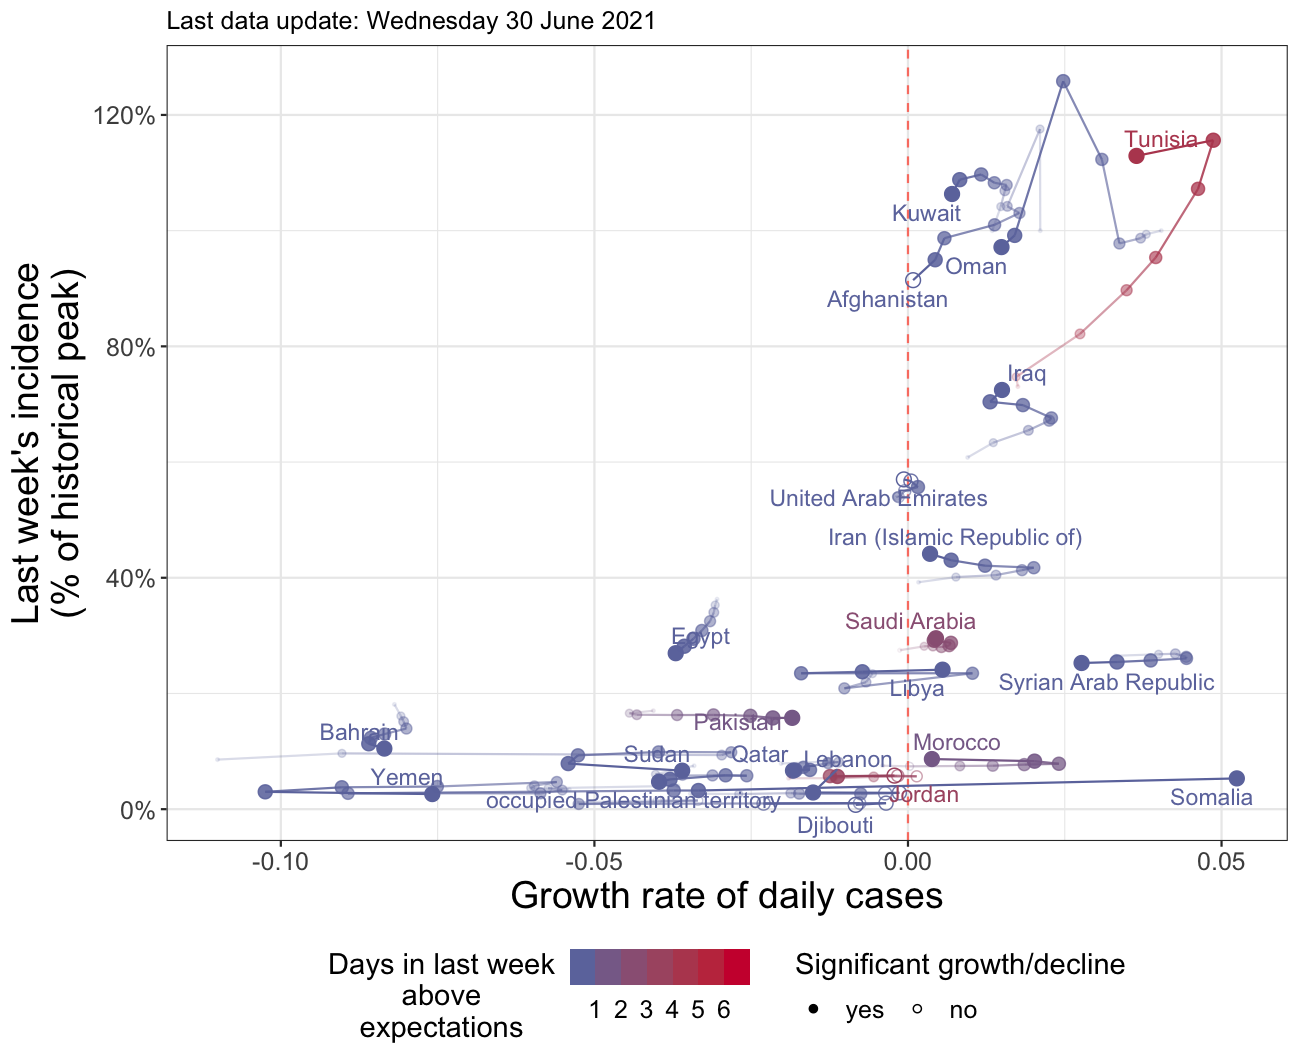 Last data update: Wednesday 30 June 2021
Last week's incidence
(% of historical peak)
120%
80%
40%
0%
Tunisia
Kuwait
Oman
Afghanistan
Iraq
United Arab Emirates
Iran (Islamic Republic of)
Saudi Arabia
Egypt
Libya
Syrian Arab Republic
Pakistan
Bahrain
Morocco
Sudan
Qatar
Lebanon
Yemen
occupied Palestinian territory
Jordan
Somalia
Djibouti
-0.10
-0.05
0.00
0.05
Growth rate of daily cases
Days in last week
above
expectations
1 2 3 4 5 6
Significant growth/decline
yes
no